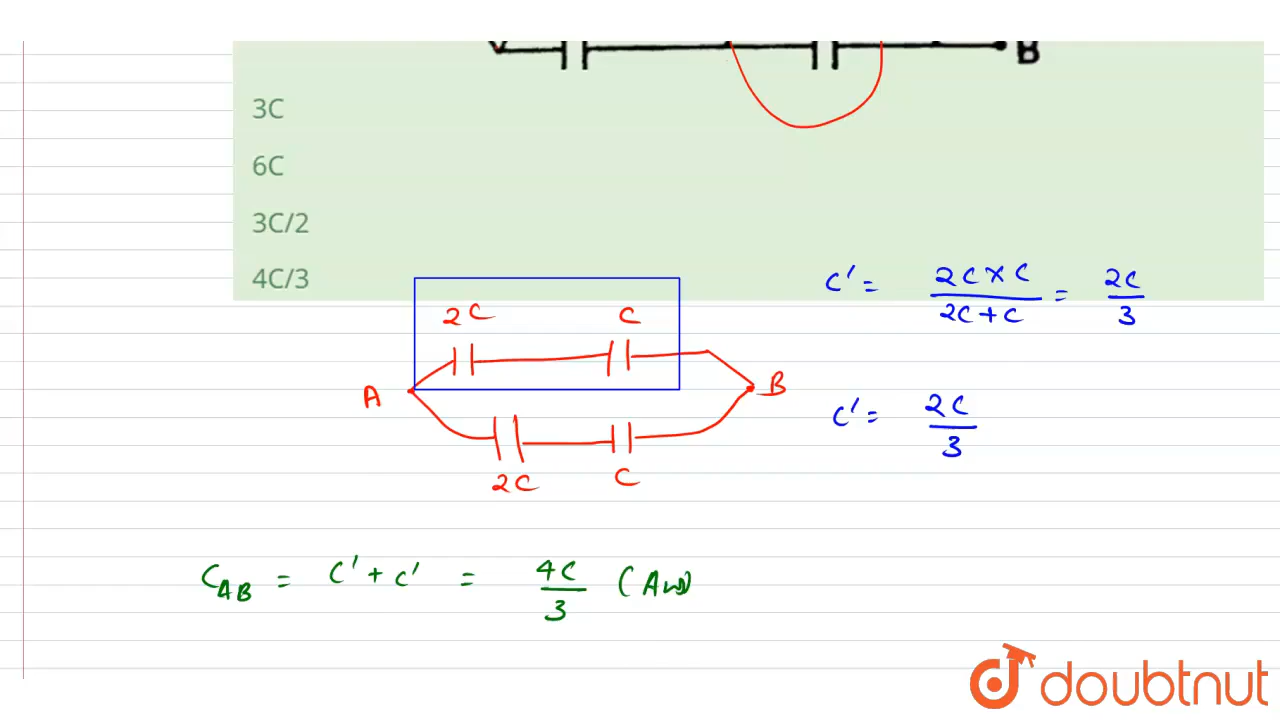 B
3C
6C
3C/2
4C/3
2C C
A B
2C C
C' = 2C×C / 2C+C = 2C / 3
C' = 2C / 3
C_AB = C' + C' = 4C / 3 (Ans)
doubtnut